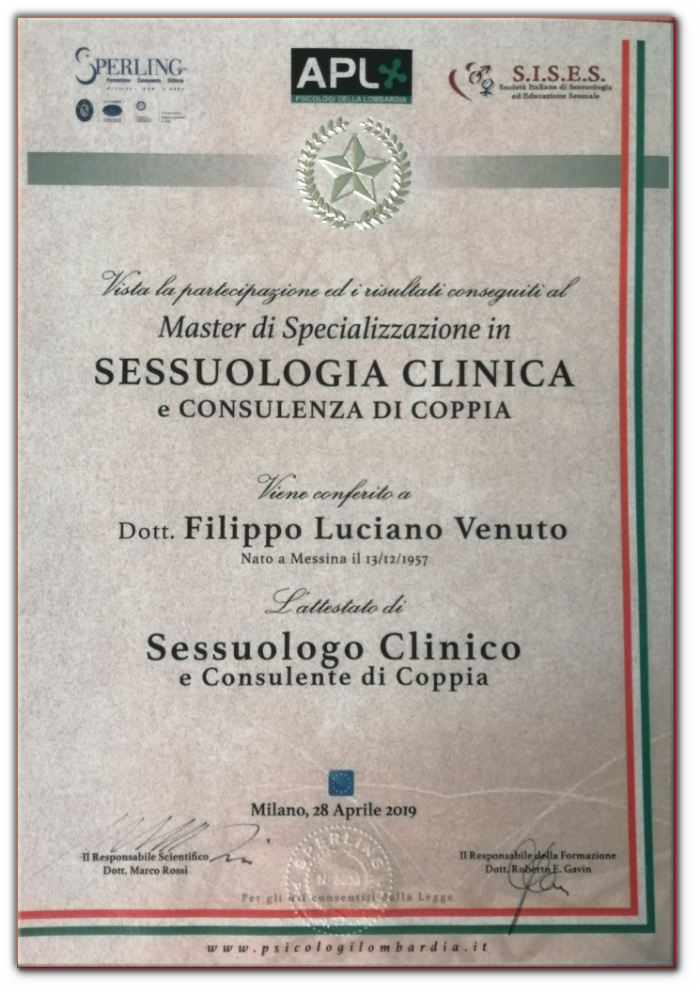 SPERLING
APL
PSICOLOGI DELLA LOMBARDIA
S.I.S.E.S.
Società Italiana di Sessuologia
ed Educazione Sessuale
Vista la partecipazione ed i risultati conseguiti al
Master di Specializzazione in
SESSUOLOGIA CLINICA
e CONSULENZA DI COPPIA
Viene conferito a
Dott. Filippo Luciano Venuto
Nato a Messina il 13/12/1957
L'attestato di
Sessuologo Clinico
e Consulente di Coppia
Milano, 28 Aprile 2019
Il Responsabile Scientifico
Dott. Marco Rossi
Il Responsabile della Formazione
Dott. Roberto E. Gavin
SPERLING
Per gli usi consentiti dalla Legge
www.psicologilombardia.it